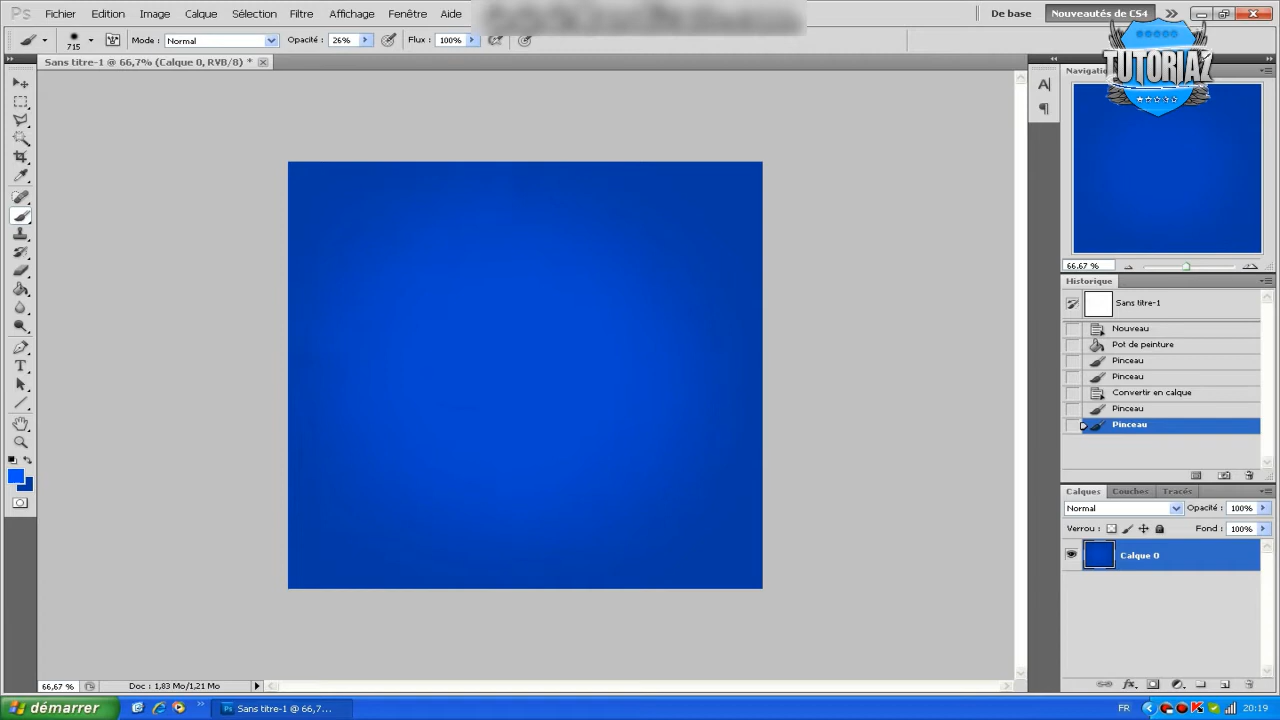 Ps Fichier Edition Image Calque Sélection Filtre Affichage Fenêtre Aide De base Nouveautés de CS4
715 Mode : Normal Opacité : 26% Flux : 100%
Sans titre-1 @ 66,7% (Calque 0, RVB/8) *
TUTORIAZ
Navigation
66.67 %
Historique
Sans titre-1
Nouveau
Pot de peinture
Pinceau
Pinceau
Convertir en calque
Pinceau
Pinceau
Calques Couches Tracés
Normal Opacité : 100%
Verrou : Fond : 100%
Calque 0
66,67 % Doc : 1,83 Mo/1,21 Mo
démarrer Sans titre-1 @ 66,7... FR 20:19